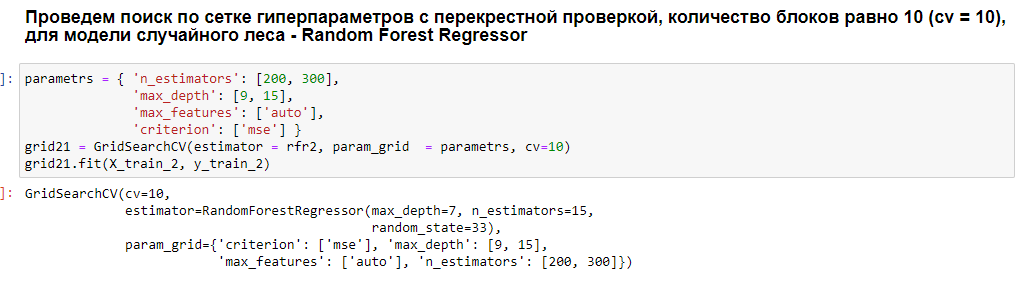 Проведем поиск по сетке гиперпараметров с перекрестной проверкой, количество блоков равно 10 (cv = 10),
для модели случайного леса - Random Forest Regressor
]: parametrs = { 'n_estimators': [200, 300],
'max_depth': [9, 15],
'max_features': ['auto'],
'criterion': ['mse'] }
grid21 = GridSearchCV(estimator = rfr2, param_grid  = parametrs, cv=10)
grid21.fit(X_train_2, y_train_2)
]: GridSearchCV(cv=10,
estimator=RandomForestRegressor(max_depth=7, n_estimators=15,
random_state=33),
param_grid={'criterion': ['mse'], 'max_depth': [9, 15],
'max_features': ['auto'], 'n_estimators': [200, 300]})